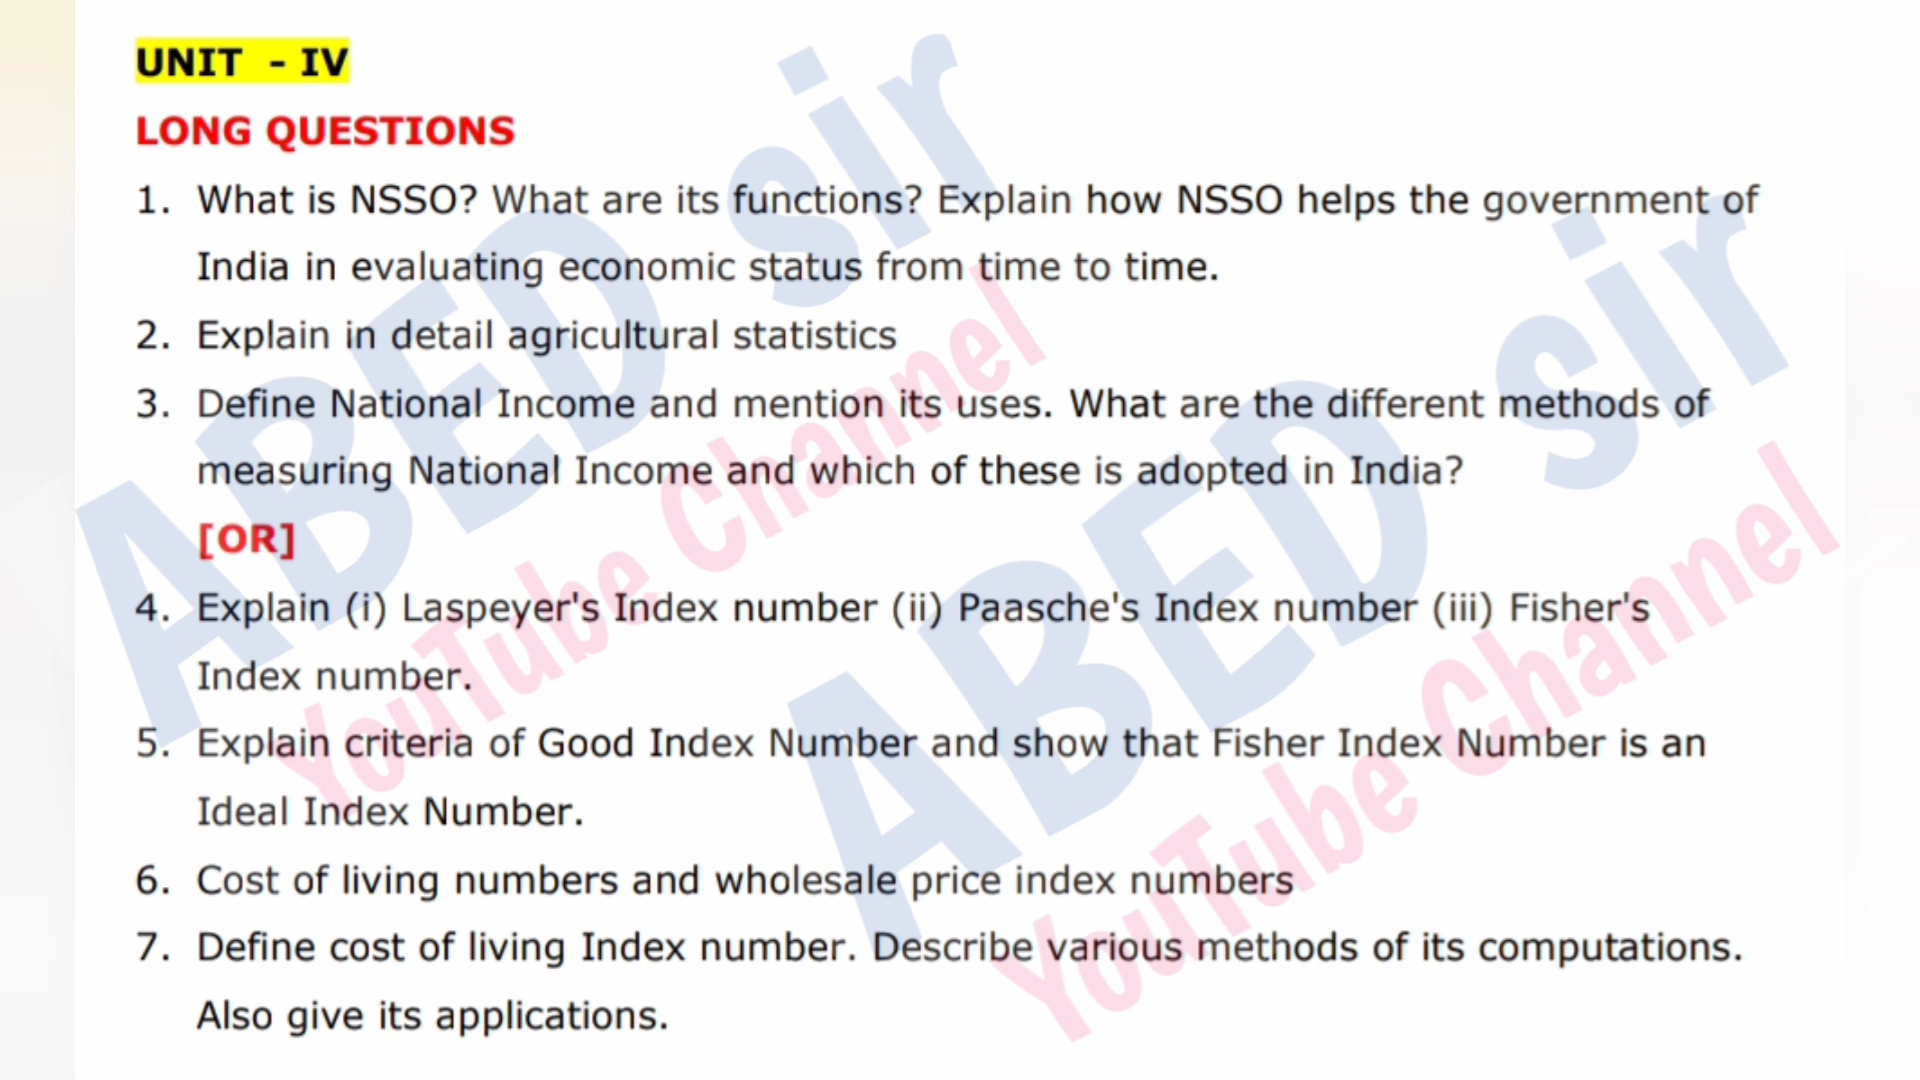 UNIT - IV
LONG QUESTIONS
1. What is NSSO? What are its functions? Explain how NSSO helps the government of
India in evaluating economic status from time to time.
2. Explain in detail agricultural statistics
3. Define National Income and mention its uses. What are the different methods of
measuring National Income and which of these is adopted in India?
[OR]
4. Explain (i) Laspeyer's Index number (ii) Paasche's Index number (iii) Fisher's
Index number.
5. Explain criteria of Good Index Number and show that Fisher Index Number is an
Ideal Index Number.
6. Cost of living numbers and wholesale price index numbers
7. Define cost of living Index number. Describe various methods of its computations.
Also give its applications.
ABED sir
YouTube Channel
ABED sir
YouTube Channel